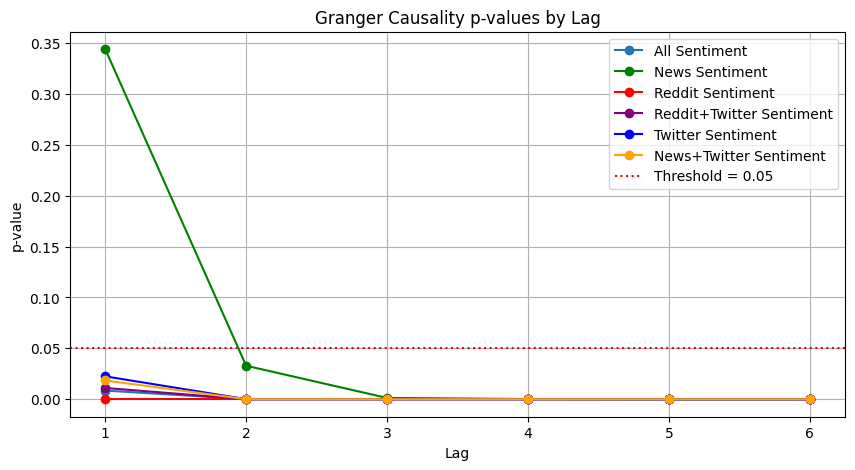 Granger Causality p-values by Lag
0.35
0.30
0.25
0.20
0.15
0.10
0.05
0.00
p-value
All Sentiment
News Sentiment
Reddit Sentiment
Reddit+Twitter Sentiment
Twitter Sentiment
News+Twitter Sentiment
Threshold = 0.05
1 2 3 4 5 6
Lag